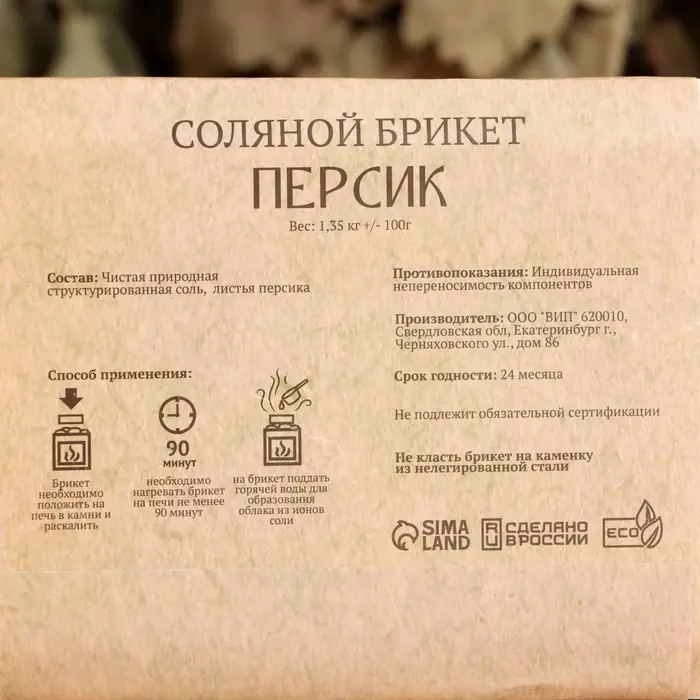 СОЛЯНОЙ БРИКЕТ
ПЕРСИК
Вес: 1,35 кг +/- 100г
Состав: Чистая природная
структурированная соль, листья персика
Способ применения:
Брикет
необходимо
положить на
печь в камни и
раскалить
90
минут
необходимо
нагревать брикет
на печи не менее
90 минут
на брикет поддать
горячей воды для
образования
облака из ионов
соли
Противопоказания: Индивидуальная
непереносимость компонентов
Производитель: ООО "ВИП" 620010,
Свердловская обл, Екатеринбург г.,
Черняховского ул., дом 86
Срок годности: 24 месяца
Не подлежит обязательной сертификации
Не класть брикет на каменку
из нелегированной стали
SIMA
LAND
RU
СДЕЛАНО
В РОССИИ
ECO